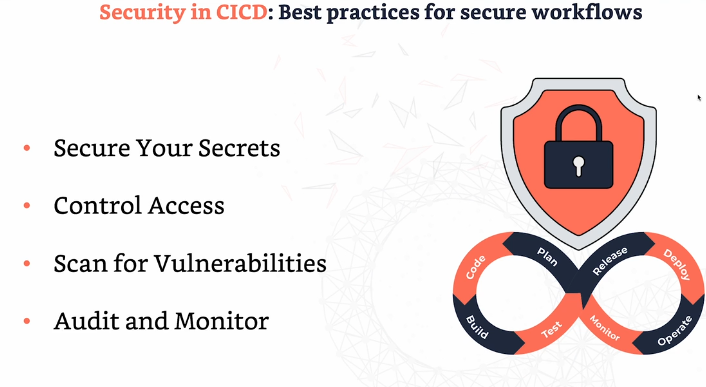 Security in CICD: Best practices for secure workflows
• Secure Your Secrets
• Control Access
• Scan for Vulnerabilities
• Audit and Monitor
Code
Plan
Release
Deploy
Build
Test
Monitor
Operate